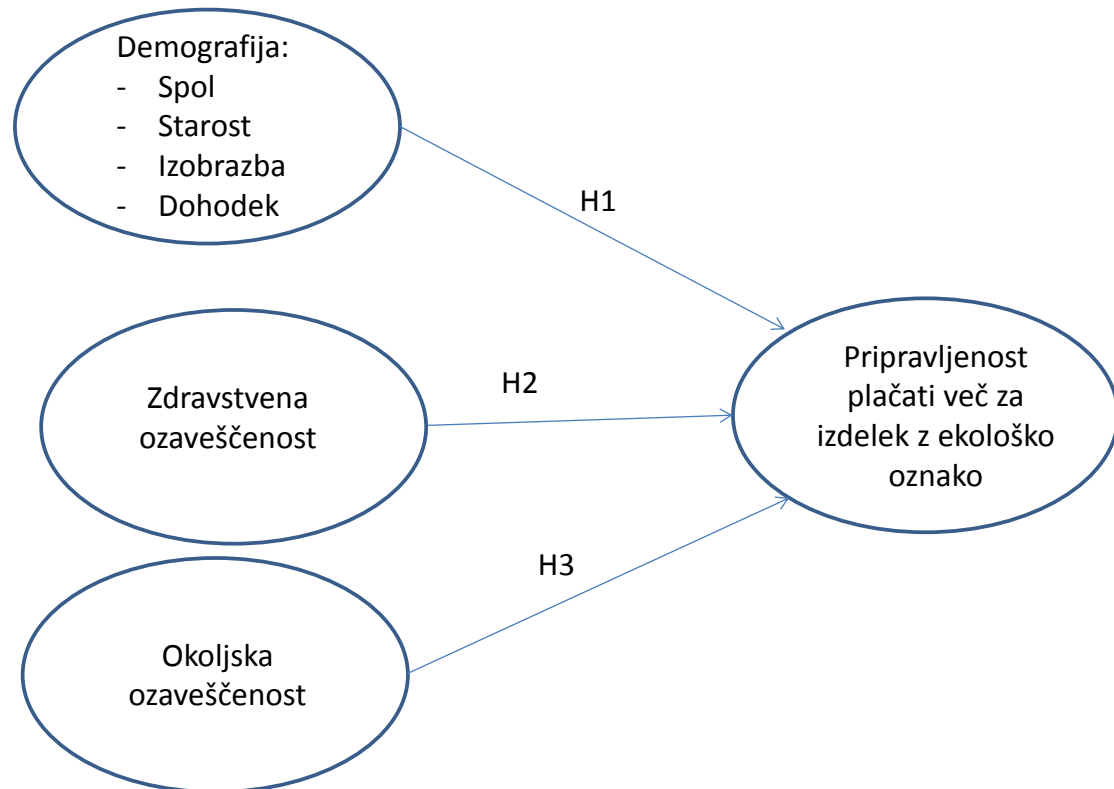 Demografija:
- Spol
- Starost
- Izobrazba
- Dohodek
H1
Zdravstvena
ozaveščenost
H2
Pripravljenost
plačati več za
izdelek z ekološko
oznako
H3
Okoljska
ozaveščenost